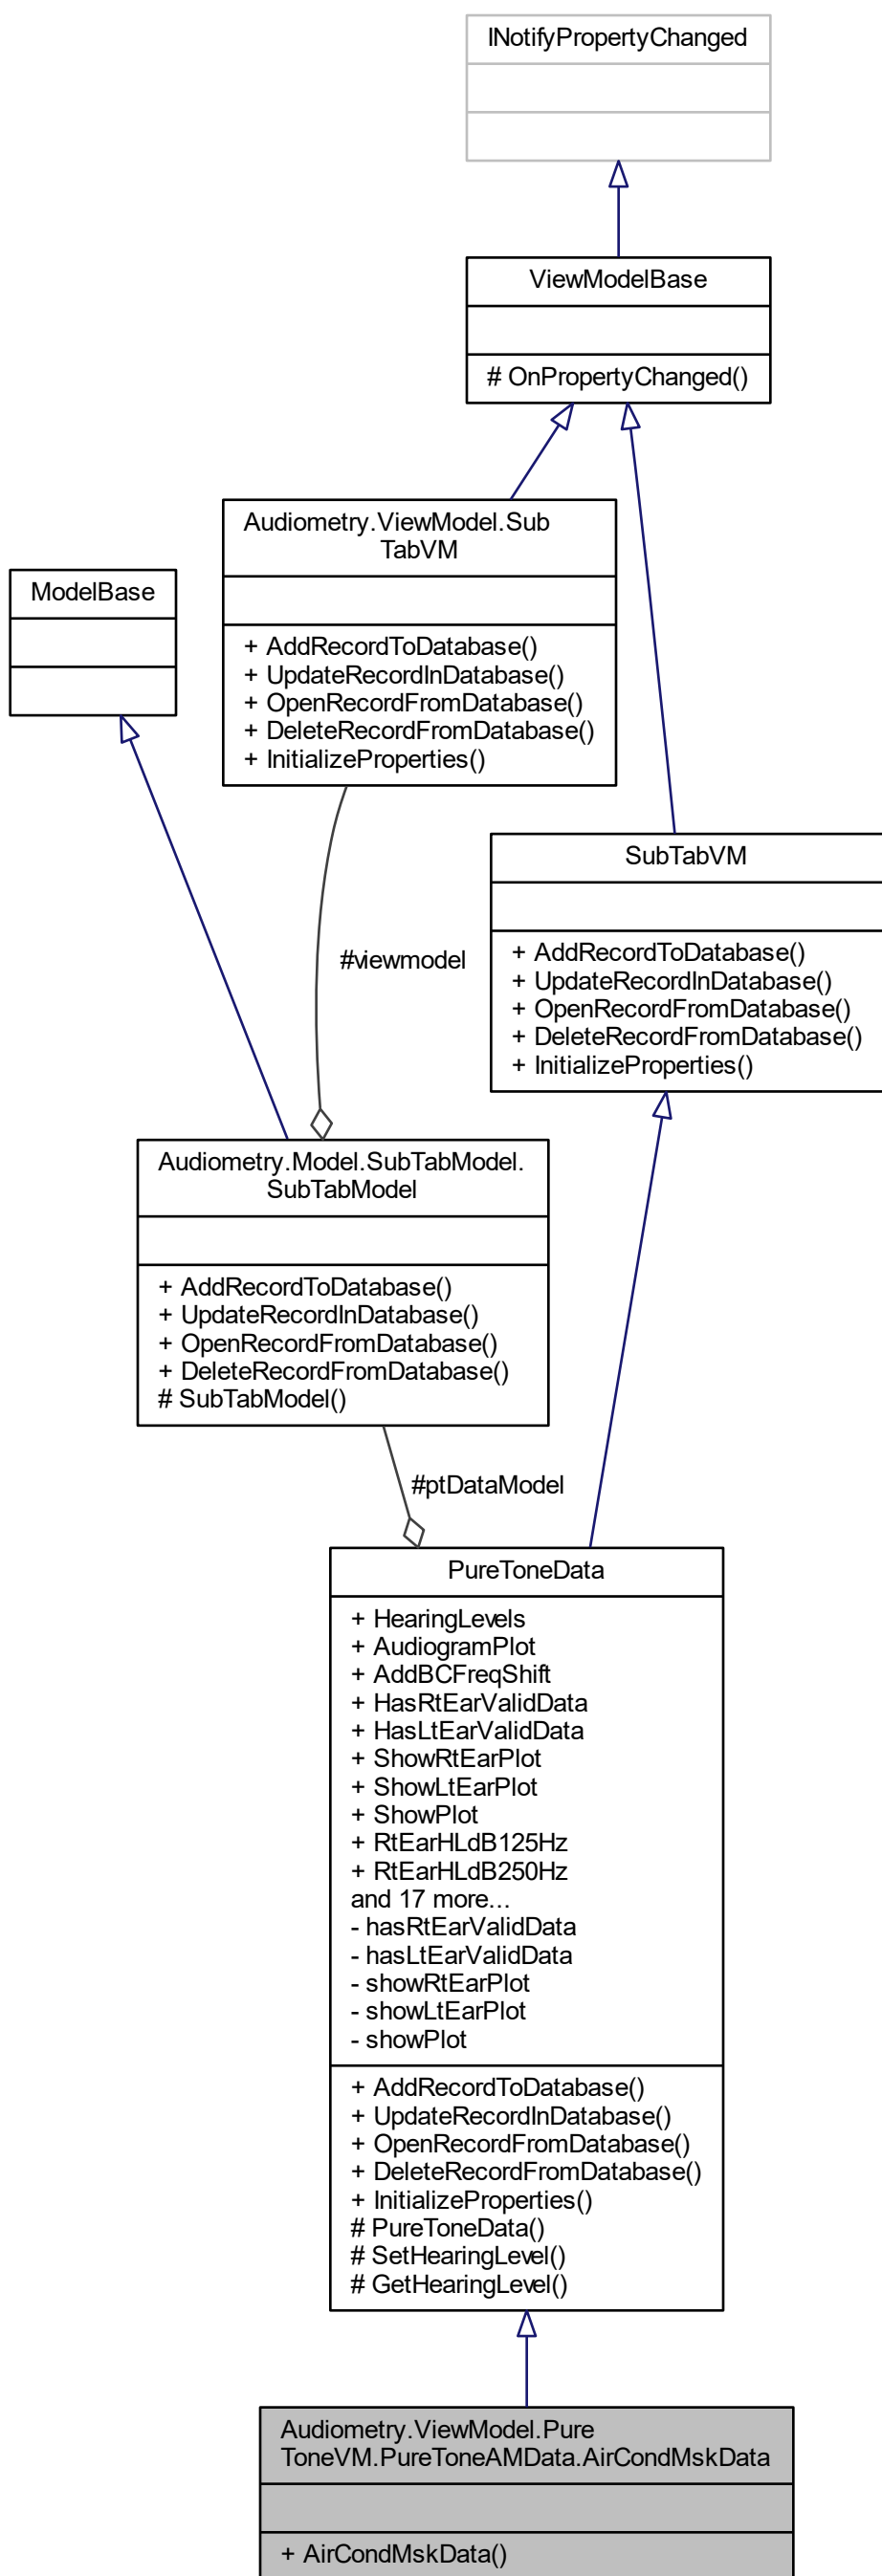 INotifyPropertyChanged
ViewModelBase
# OnPropertyChanged()
Audiometry.ViewModel.Sub
TabVM
+ AddRecordToDatabase()
+ UpdateRecordInDatabase()
+ OpenRecordFromDatabase()
+ DeleteRecordFromDatabase()
+ InitializeProperties()
ModelBase
SubTabVM
+ AddRecordToDatabase()
+ UpdateRecordInDatabase()
+ OpenRecordFromDatabase()
+ DeleteRecordFromDatabase()
+ InitializeProperties()
#viewmodel
Audiometry.Model.SubTabModel.
SubTabModel
+ AddRecordToDatabase()
+ UpdateRecordInDatabase()
+ OpenRecordFromDatabase()
+ DeleteRecordFromDatabase()
# SubTabModel()
#ptDataModel
PureToneData
+ HearingLevels
+ AudiogramPlot
+ AddBCFreqShift
+ HasRtEarValidData
+ HasLtEarValidData
+ ShowRtEarPlot
+ ShowLtEarPlot
+ ShowPlot
+ RtEarHLdB125Hz
+ RtEarHLdB250Hz
and 17 more...
- hasRtEarValidData
- hasLtEarValidData
- showRtEarPlot
- showLtEarPlot
- showPlot
+ AddRecordToDatabase()
+ UpdateRecordInDatabase()
+ OpenRecordFromDatabase()
+ DeleteRecordFromDatabase()
+ InitializeProperties()
# PureToneData()
# SetHearingLevel()
# GetHearingLevel()
Audiometry.ViewModel.Pure
ToneVM.PureToneAMData.AirCondMskData
+ AirCondMskData()